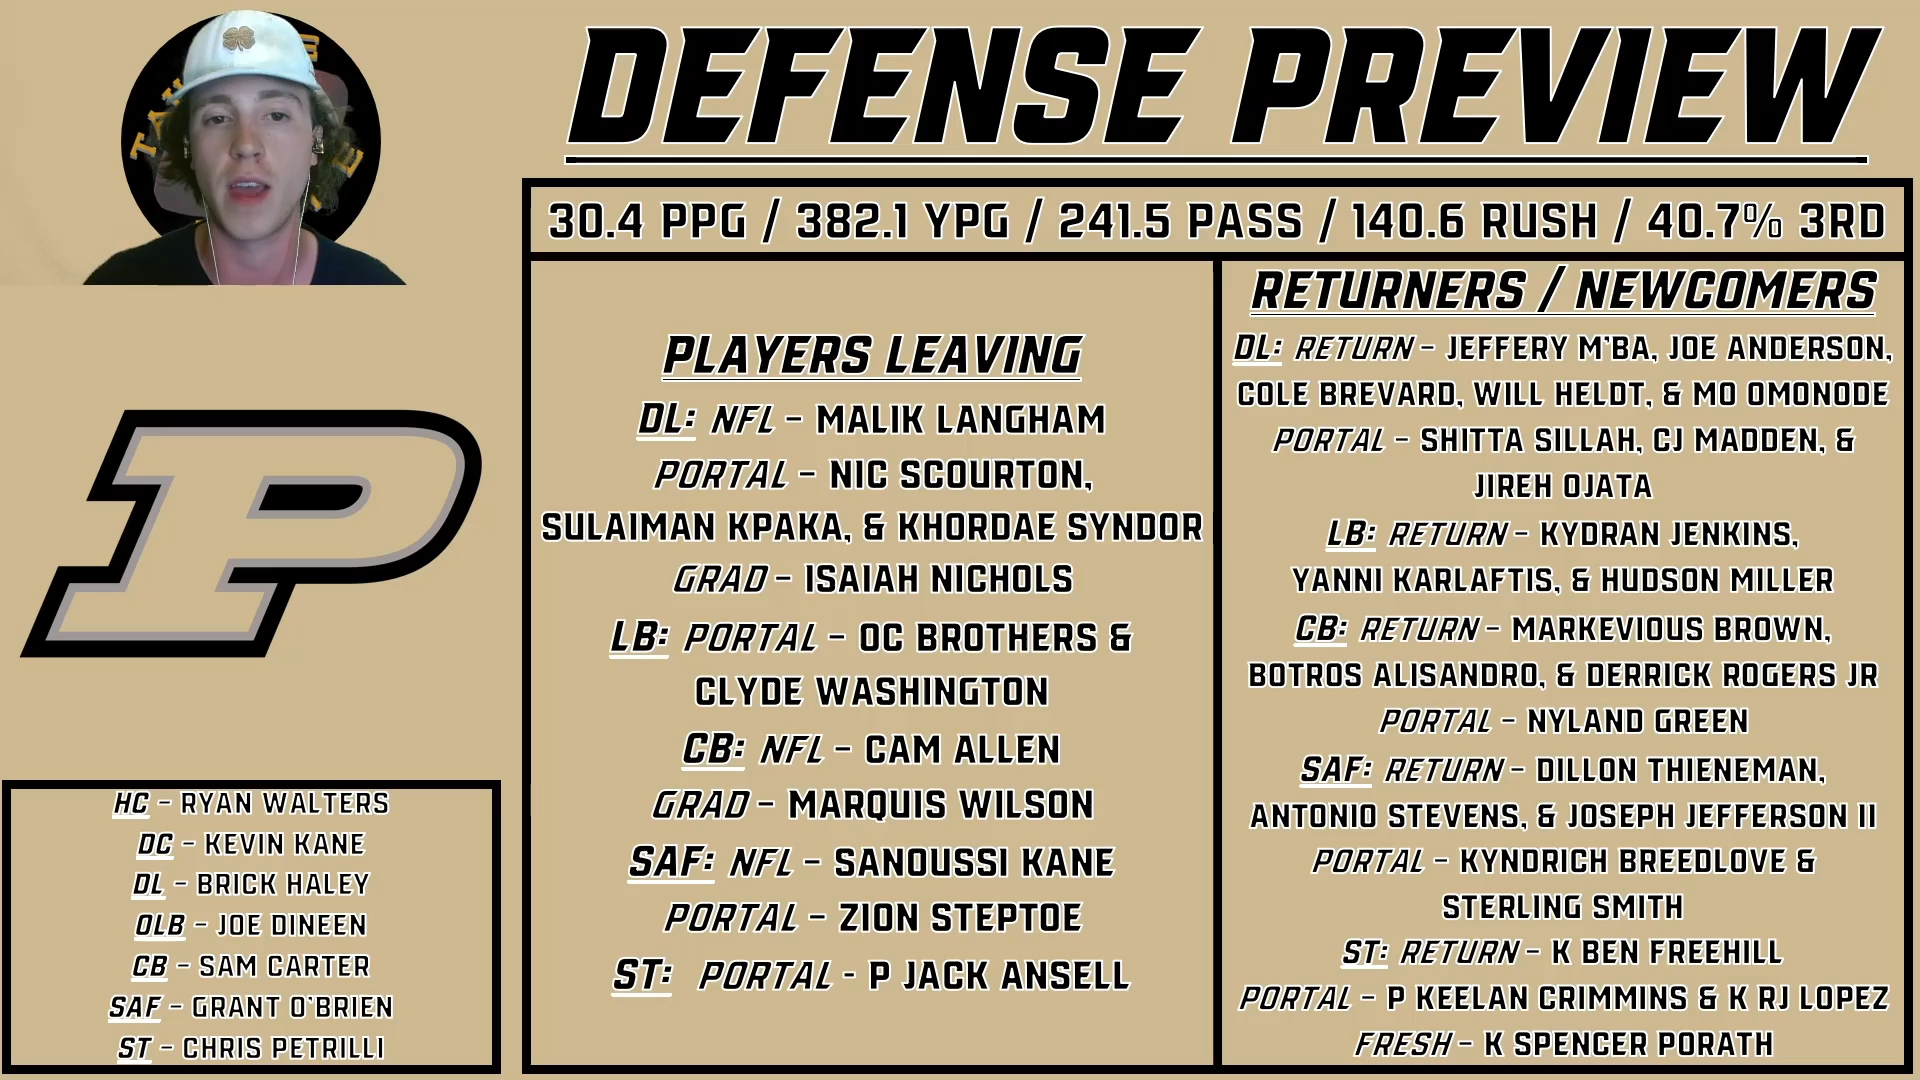 DEFENSE PREVIEW
30.4 PPG / 382.1 YPG / 241.5 PASS / 140.6 RUSH / 40.7% 3RD
PLAYERS LEAVING
DL: NFL - MALIK LANGHAM
PORTAL - NIC SCOURTON,
SULAIMAN KPAKA, & KHORDAE SYNDOR
GRAD - ISAIAH NICHOLS
LB: PORTAL - OC BROTHERS &
CLYDE WASHINGTON
CB: NFL - CAM ALLEN
GRAD - MARQUIS WILSON
SAF: NFL - SANOUSSI KANE
PORTAL - ZION STEPTOE
ST: PORTAL - P JACK ANSELL
RETURNERS / NEWCOMERS
DL: RETURN - JEFFERY M'BA, JOE ANDERSON,
COLE BREVARD, WILL HELDT, & MO OMONODE
PORTAL - SHITTA SILLAH, CJ MADDEN, &
JIREH OJATA
LB: RETURN - KYDRAN JENKINS,
YANNI KARLAFTIS, & HUDSON MILLER
CB: RETURN - MARKEVIOUS BROWN,
BOTROS ALISANDRO, & DERRICK ROGERS JR
PORTAL - NYLAND GREEN
SAF: RETURN - DILLON THIENEMAN,
ANTONIO STEVENS, & JOSEPH JEFFERSON II
PORTAL - KYNDRICH BREEDLOVE &
STERLING SMITH
ST: RETURN - K BEN FREEHILL
PORTAL - P KEELAN CRIMMINS & K RJ LOPEZ
FRESH - K SPENCER PORATH
P
HC - RYAN WALTERS
DC - KEVIN KANE
DL - BRICK HALEY
OLB - JOE DINEEN
CB - SAM CARTER
SAF - GRANT O'BRIEN
ST - CHRIS PETRILLI